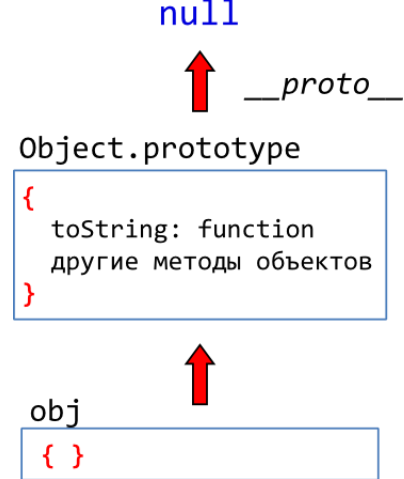 null
__proto__
Object.prototype
{
toString: function
другие методы объектов
}
obj
{ }